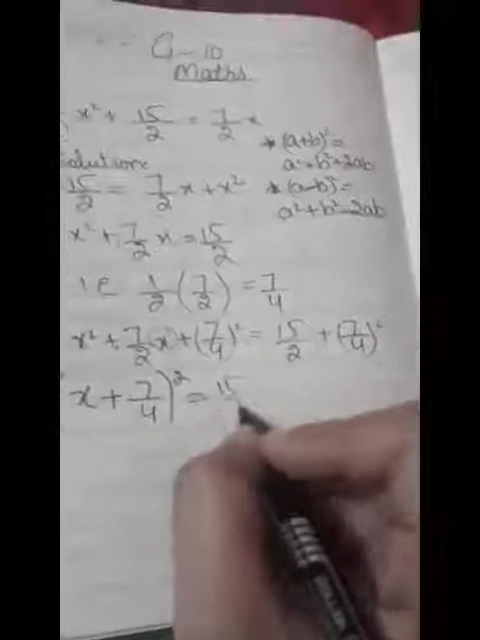 G-10
Maths
x² + 15/2 = 7/2 x
* (a+b)² =
a²+b²+2ab
Solution
15/2 = 7/2 x + x²
* (a-b)² =
a²+b²-2ab
x² + 7/2 x = 15/2
i e 1/2 (7/2) = 7/4
x² + 7/2 x + (7/4)² = 15/2 + (7/4)²
x + 7/4)² = 15